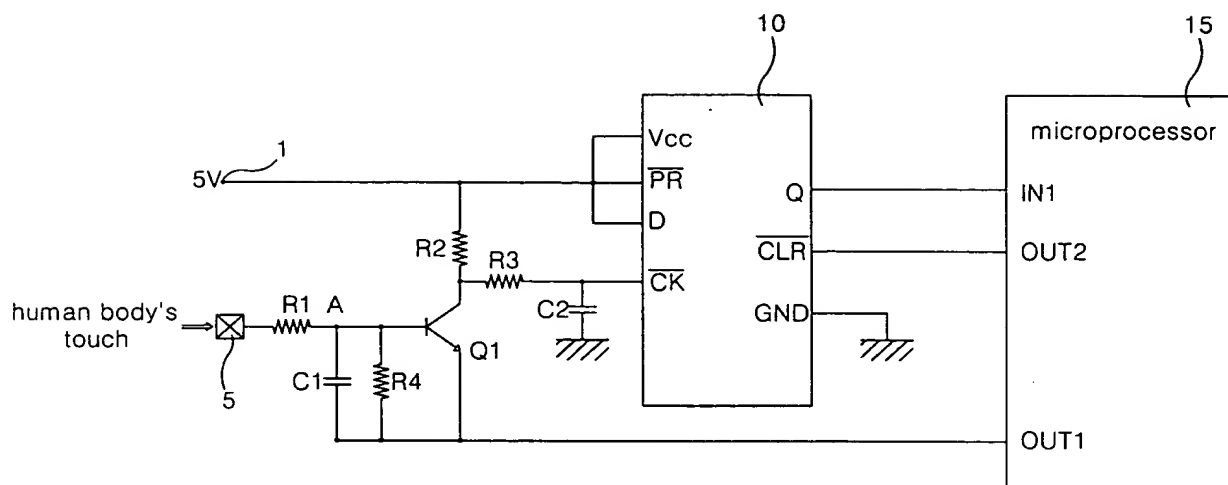 10
15
microprocessor
Vcc
1
5V
PR
D
Q
IN1
R2
R3
CLR
OUT2
CK
human body's
touch
R1
A
C2
GND
Q1
5
C1
R4
OUT1